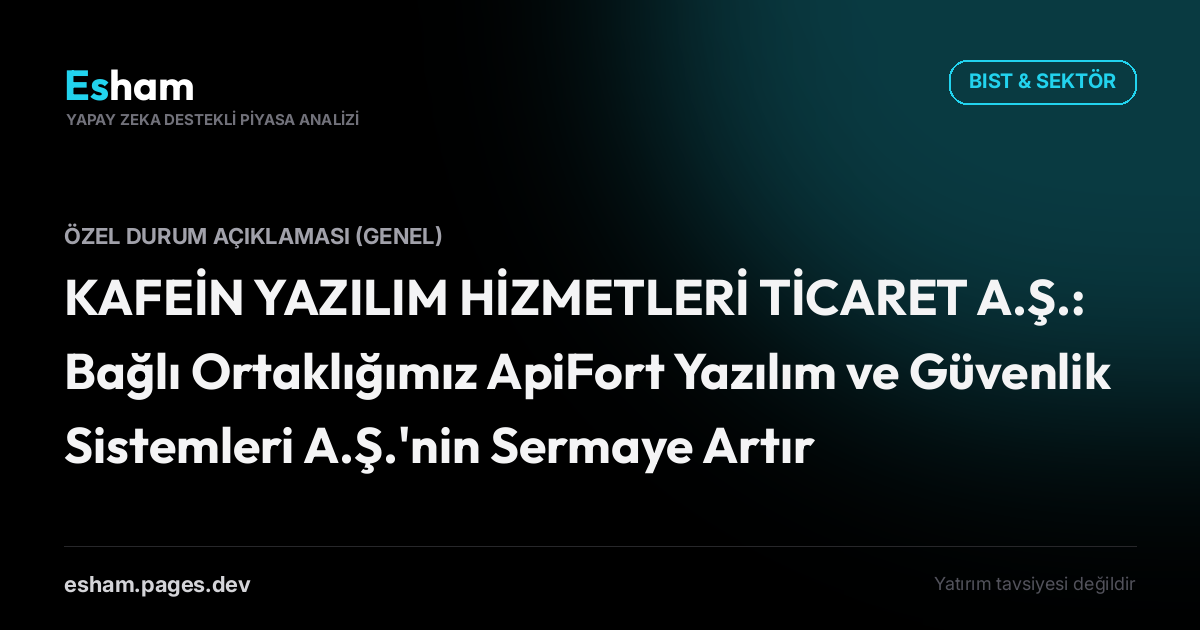 Esham
YAPAY ZEKA DESTEKLİ PİYASA ANALİZİ
BIST & SEKTÖR
ÖZEL DURUM AÇIKLAMASI (GENEL)
KAFEİN YAZILIM HİZMETLERİ TİCARET A.Ş.:
Bağlı Ortaklığımız ApiFort Yazılım ve Güvenlik
Sistemleri A.Ş.'nin Sermaye Artır
esham.pages.dev
Yatırım tavsiyesi değildir